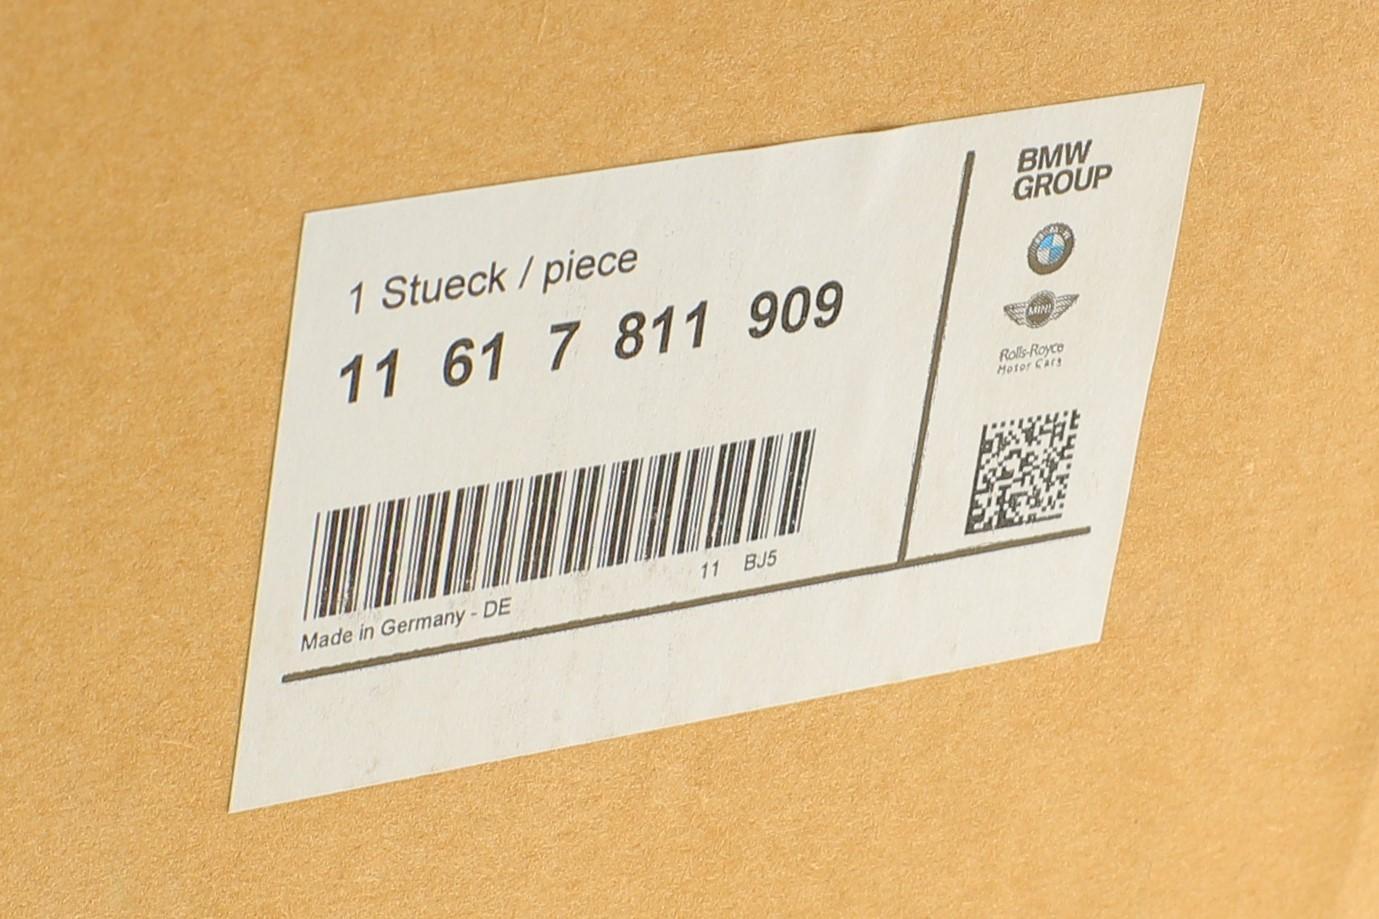 1 Stueck / piece
11 61 7 811 909
11 BJ5
Made in Germany - DE
BMW
GROUP
MINI
Rolls-Royce
Motor Cars